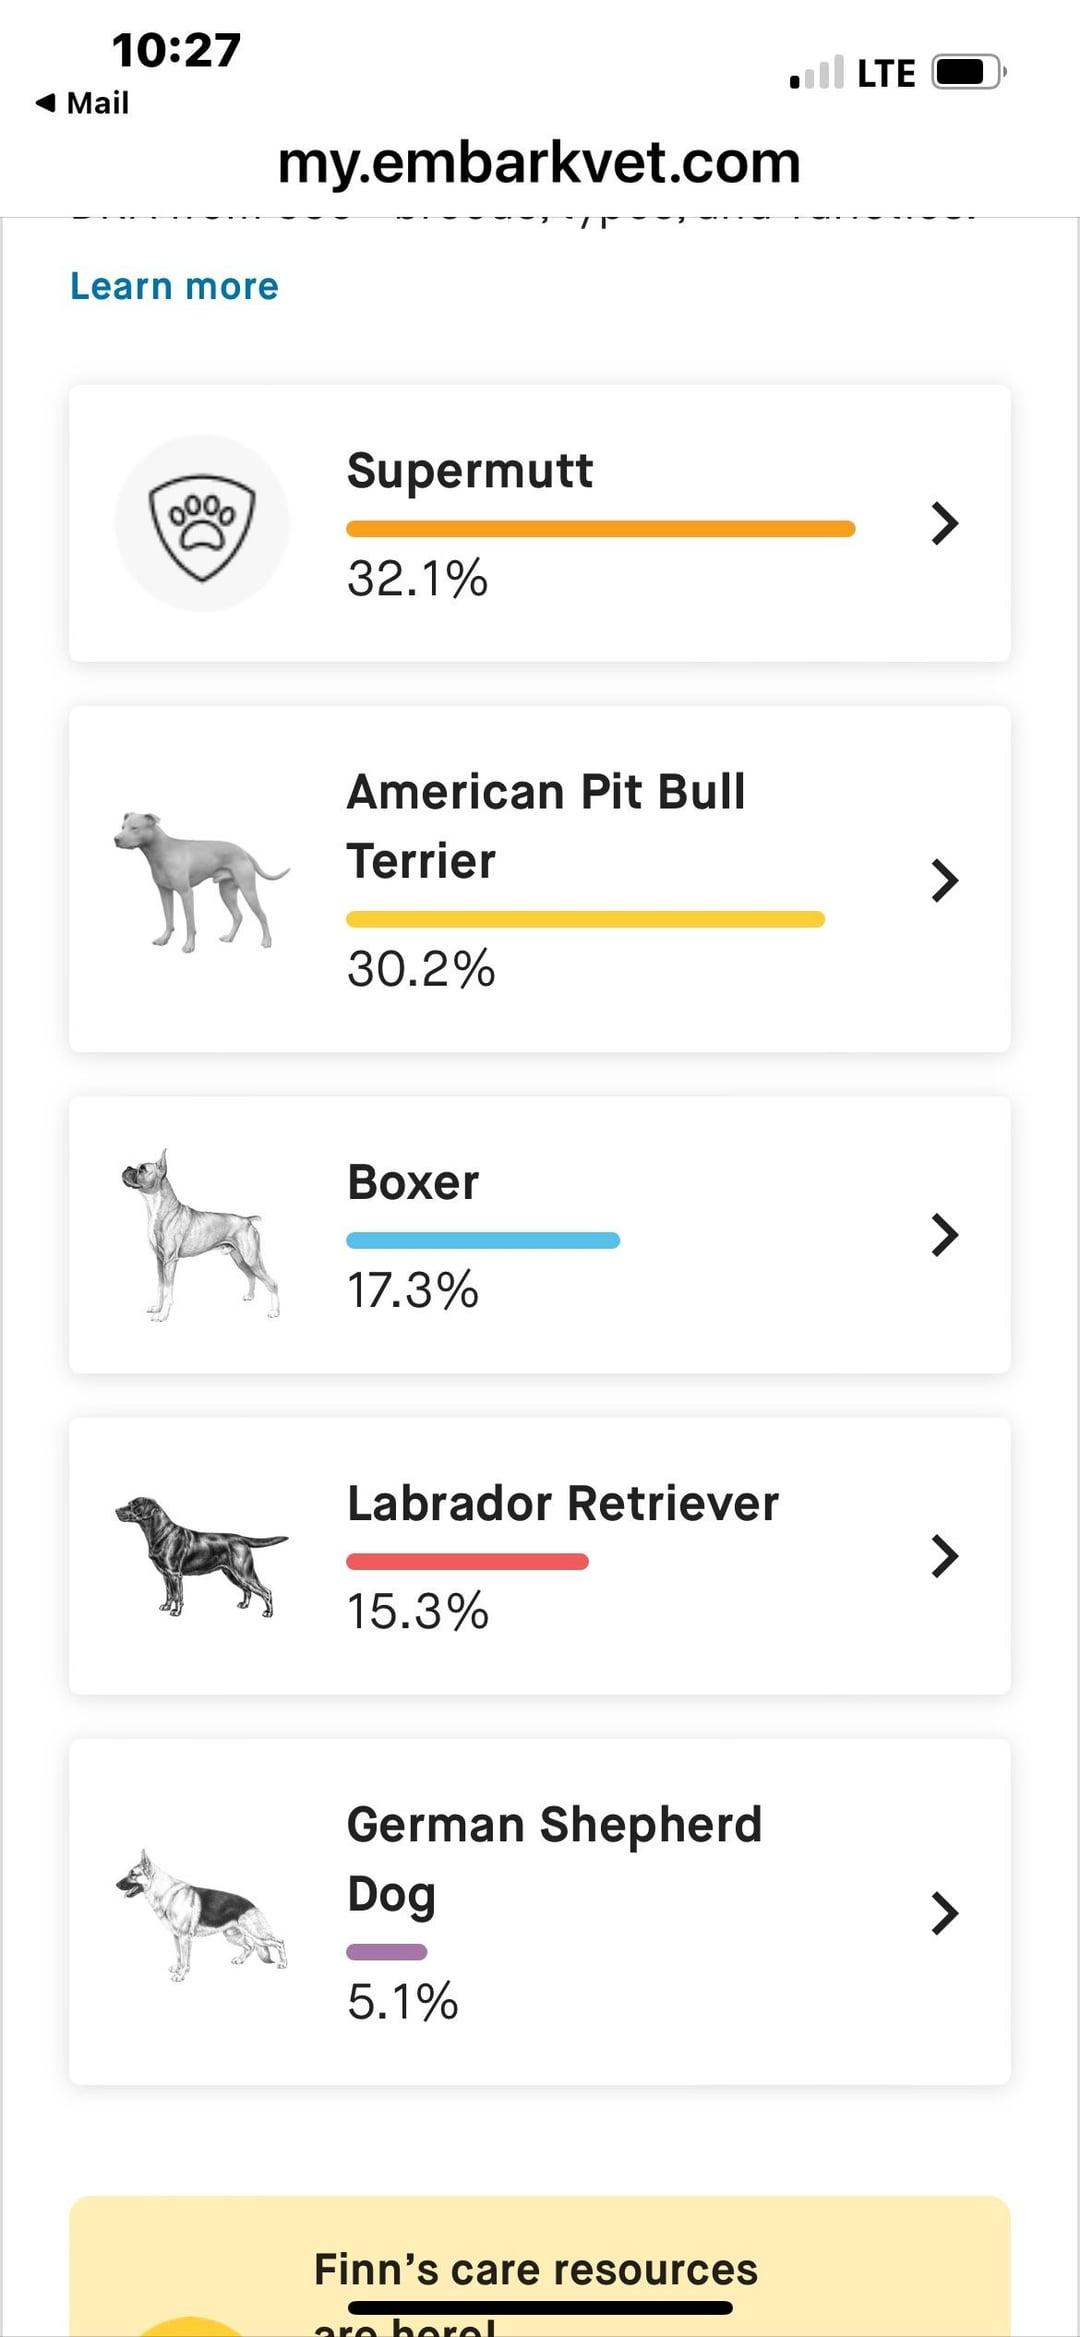 10:27
LTE
◀ Mail
my.embarkvet.com
Learn more
Supermutt
32.1%
American Pit Bull
Terrier
30.2%
Boxer
17.3%
Labrador Retriever
15.3%
German Shepherd
Dog
5.1%
Finn's care resources
are here!